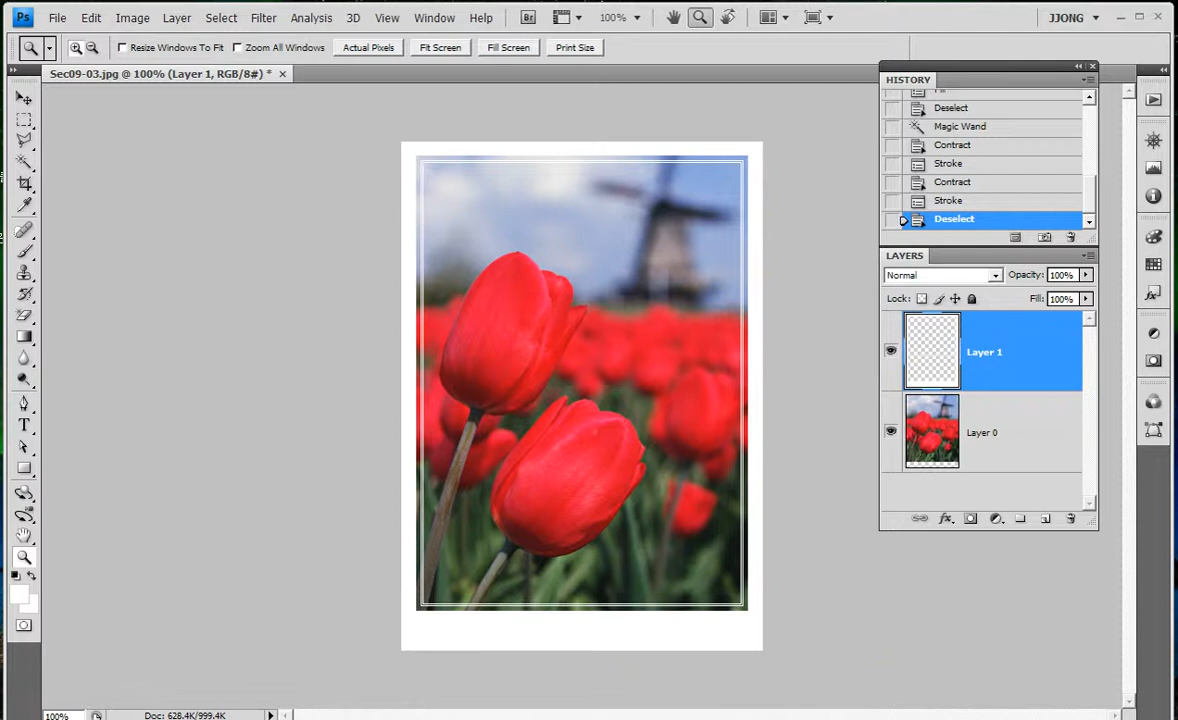 Ps File Edit Image Layer Select Filter Analysis 3D View Window Help Br 100% JJONG
Resize Windows To Fit Zoom All Windows Actual Pixels Fit Screen Fill Screen Print Size
Sec09-03.jpg @ 100% (Layer 1, RGB/8#) *
HISTORY
Deselect
Magic Wand
Contract
Stroke
Contract
Stroke
Deselect
LAYERS
Normal Opacity: 100%
Lock: Fill: 100%
Layer 1
Layer 0
T
100% Doc: 628.4K/999.4K